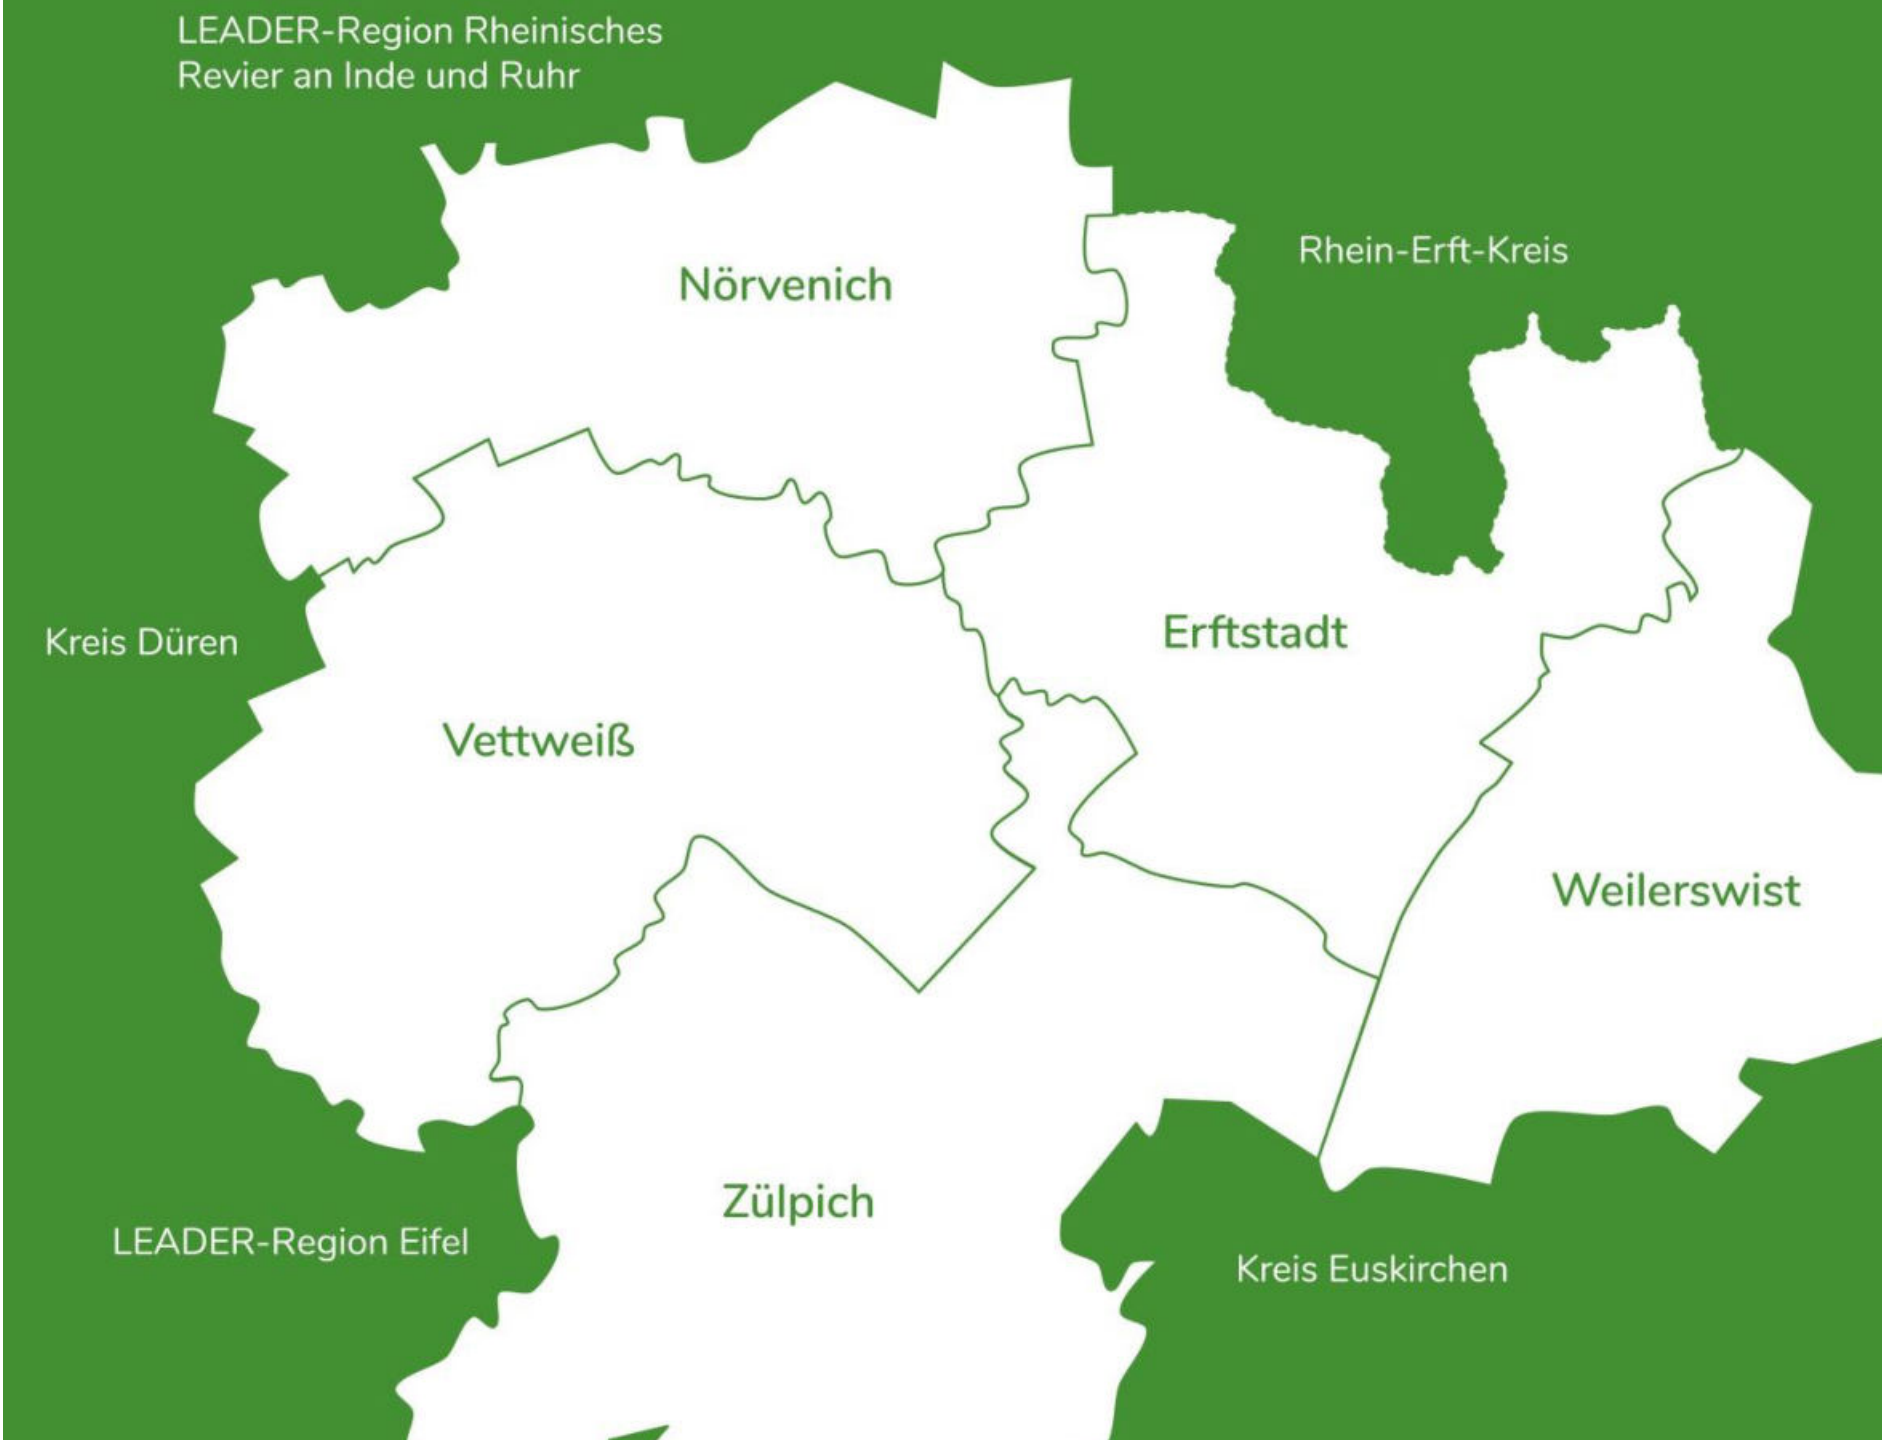 LEADER-Region Rheinisches
Revier an Inde und Ruhr
Rhein-Erft-Kreis
Nörvenich
Erftstadt
Kreis Düren
Vettweiß
Weilerswist
Zülpich
LEADER-Region Eifel
Kreis Euskirchen